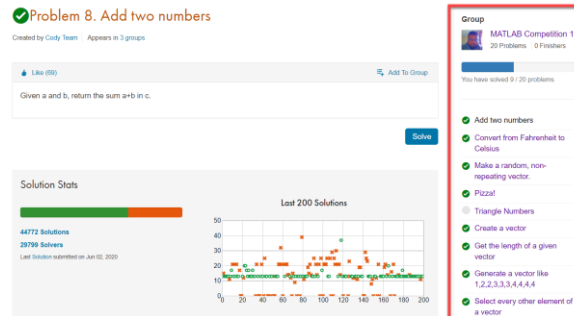 Problem 8. Add two numbers
Created by Cody Team Appears in 3 groups
Like (69) Add To Group
Given a and b, return the sum a+b in c.
Solve
Solution Stats
44772 Solutions
29799 Solvers
Last Solution submitted on Jun 02, 2020
Last 200 Solutions
50
40
30
20
10
0
0 20 40 60 80 100 120 140 160 180 200
Group
MATLAB Competition 1
20 Problems 0 Finishers
You have solved 9 / 20 problems
Add two numbers
Convert from Fahrenheit to
Celsius
Make a random, non-
repeating vector.
Pizza!
Triangle Numbers
Create a vector
Get the length of a given
vector
Generate a vector like
1,2,2,3,3,3,4,4,4,4
Select every other element of
a vector